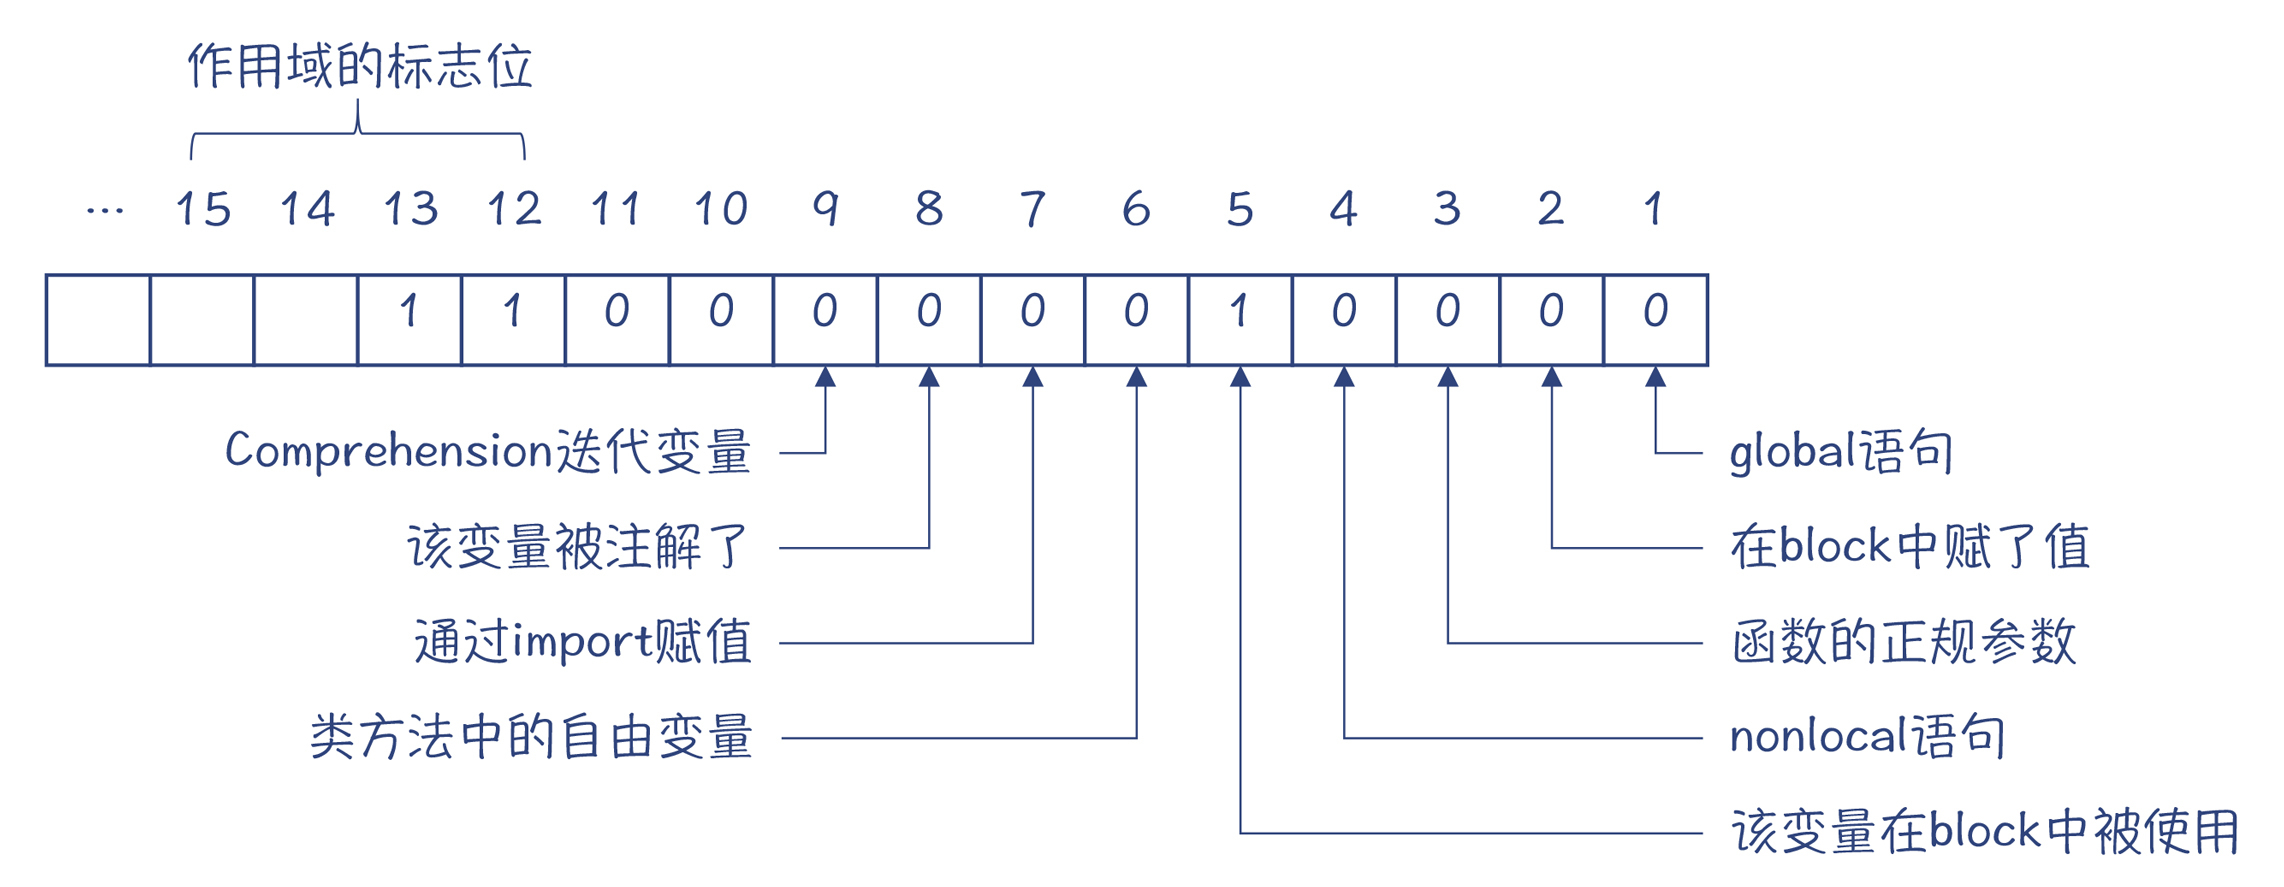 作用域的标志位
... 15 14 13 12 11 10 9 8 7 6 5 4 3 2 1
1 1 0 0 0 0 0 0 1 0 0 0 0
Comprehension迭代变量
global语句
该变量被注解了
在block中赋了值
通过import赋值
函数的正规参数
类方法中的自由变量
nonlocal语句
该变量在block中被使用